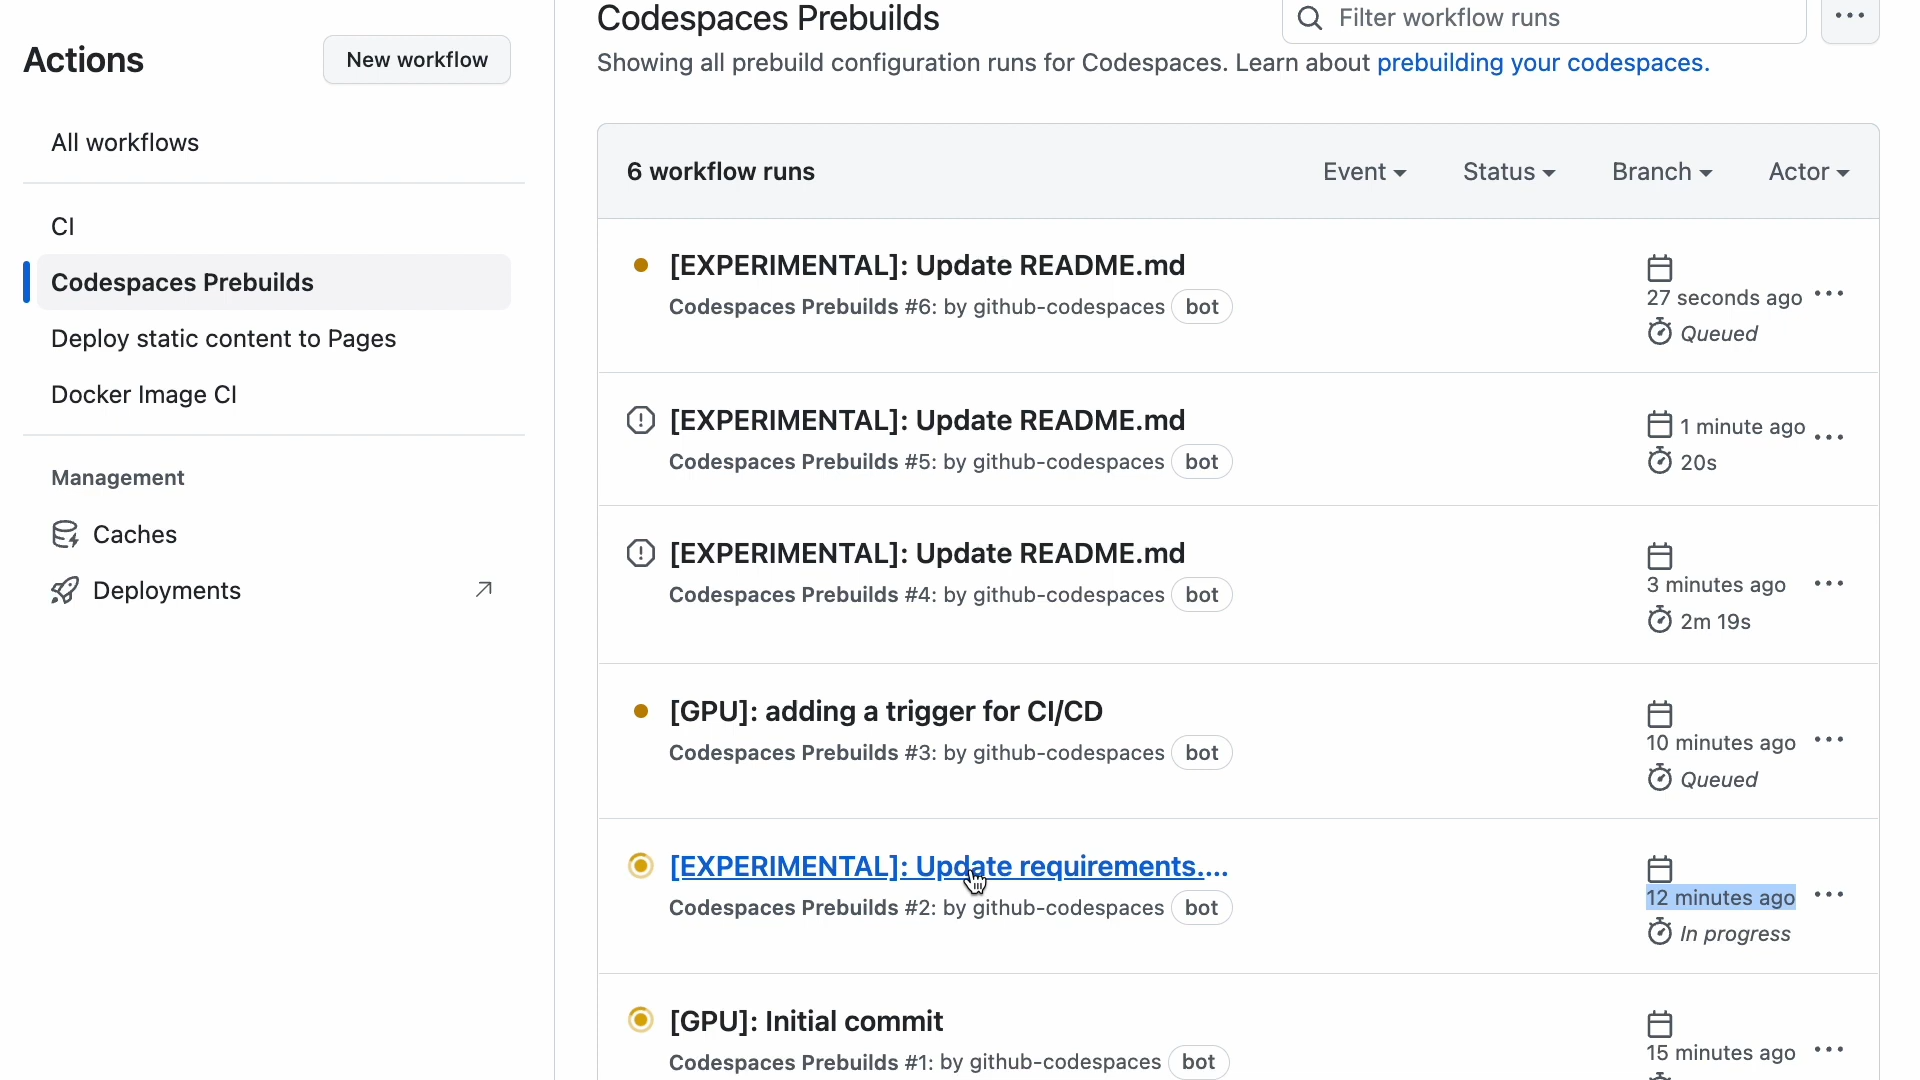 Actions
New workflow
All workflows
CI
Codespaces Prebuilds
Deploy static content to Pages
Docker Image CI
Management
Caches
Deployments
Codespaces Prebuilds
Filter workflow runs
Showing all prebuild configuration runs for Codespaces. Learn about prebuilding your codespaces.
6 workflow runs
Event
Status
Branch
Actor
[EXPERIMENTAL]: Update README.md
Codespaces Prebuilds #6: by github-codespaces bot
27 seconds ago
Queued
[EXPERIMENTAL]: Update README.md
Codespaces Prebuilds #5: by github-codespaces bot
1 minute ago
20s
[EXPERIMENTAL]: Update README.md
Codespaces Prebuilds #4: by github-codespaces bot
3 minutes ago
2m 19s
[GPU]: adding a trigger for CI/CD
Codespaces Prebuilds #3: by github-codespaces bot
10 minutes ago
Queued
[EXPERIMENTAL]: Update requirements....
Codespaces Prebuilds #2: by github-codespaces bot
12 minutes ago
In progress
[GPU]: Initial commit
Codespaces Prebuilds #1: by github-codespaces bot
15 minutes ago